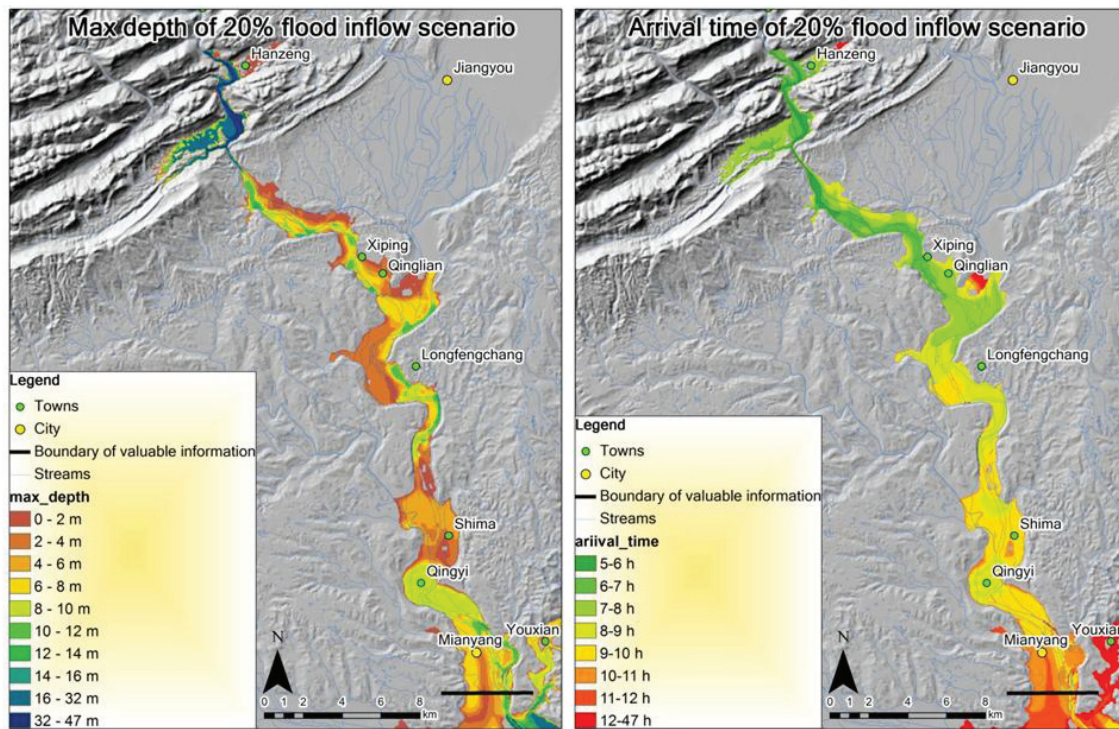 Max depth of 20% flood inflow scenario
Hanzeng
Jiangyou
Xiping
Qinglian
Longfengchang
Legend
Towns
City
Boundary of valuable information
Streams
max_depth
0 - 2 m
2 - 4 m
4 - 6 m
6 - 8 m
8 - 10 m
10 - 12 m
12 - 14 m
14 - 16 m
16 - 32 m
32 - 47 m
Shima
Qingyi
Mianyang
Youxian
N
0 2 4 6 8
km
Arrival time of 20% flood inflow scenario
Hanzeng
Jiangyou
Xiping
Qinglian
Longfengchang
Legend
Towns
City
Boundary of valuable information
Streams
ariival_time
5-6 h
6-7 h
7-8 h
8-9 h
9-10 h
10-11 h
11-12 h
12-47 h
Shima
Qingyi
Mianyang
Youxian
N
0 2 4 6 8
km